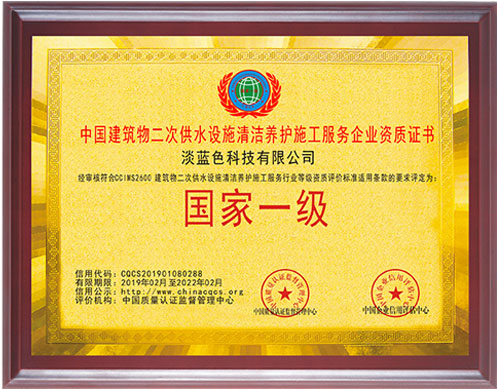 中国建筑物二次供水设施清洁养护施工服务企业资质证书
淡蓝色科技有限公司
经审核符合CCIMS2600 建筑物二次供水设施清洁养护施工服务行业等级资质评价标准适用条款的要求评定为:
国家一级
信用代码: CQCS201901080288
有限期限: 2019年02月至2022年02月
信用公示: http://www.chinacqcs.org
评价机构: 中国质量认证监督管理中心
中国质量认证监督管理中心
中国企业信用评估中心